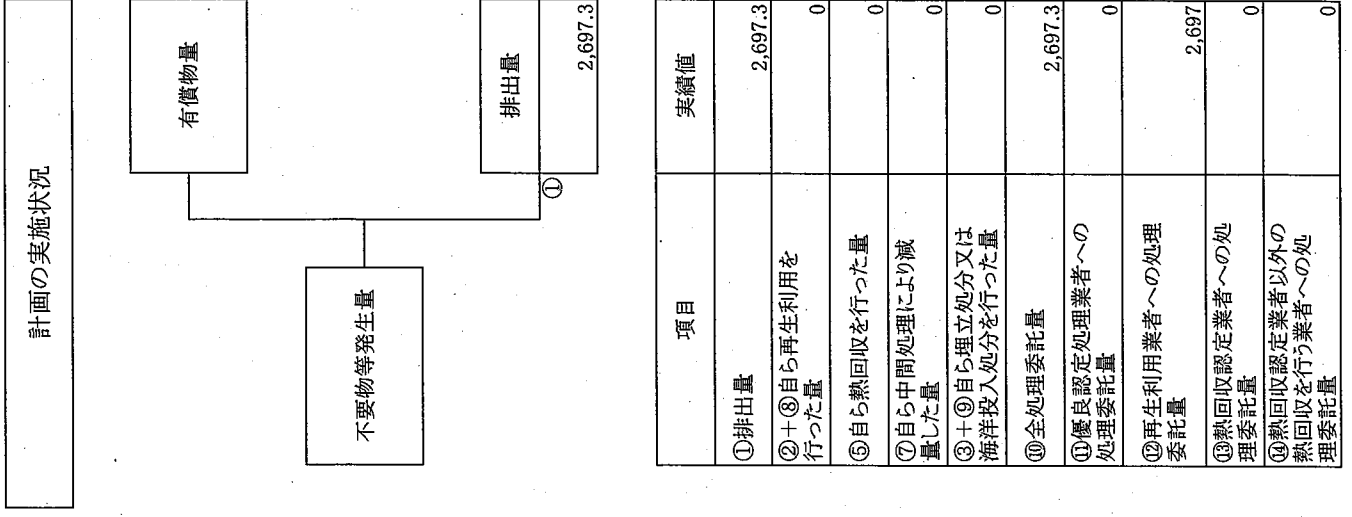 計画の実施状況
有償物量
不要物等発生量
排出量
①
2,697.3
項目
実績値
①排出量
2,697.3
②+⑧自ら再生利用を
行った量
0
⑤自ら熱回収を行った量
0
⑦自ら中間処理により減
量した量
0
③+⑨自ら埋立処分又は
海洋投入処分を行った量
0
⑩全処理委託量
2,697.3
⑪優良認定処理業者への
処理委託量
0
⑫再生利用業者への処理
委託量
2,697
⑬熱回収認定業者への処
理委託量
0
⑭熱回収認定業者以外の
熱回収を行う業者への処
理委託量
0